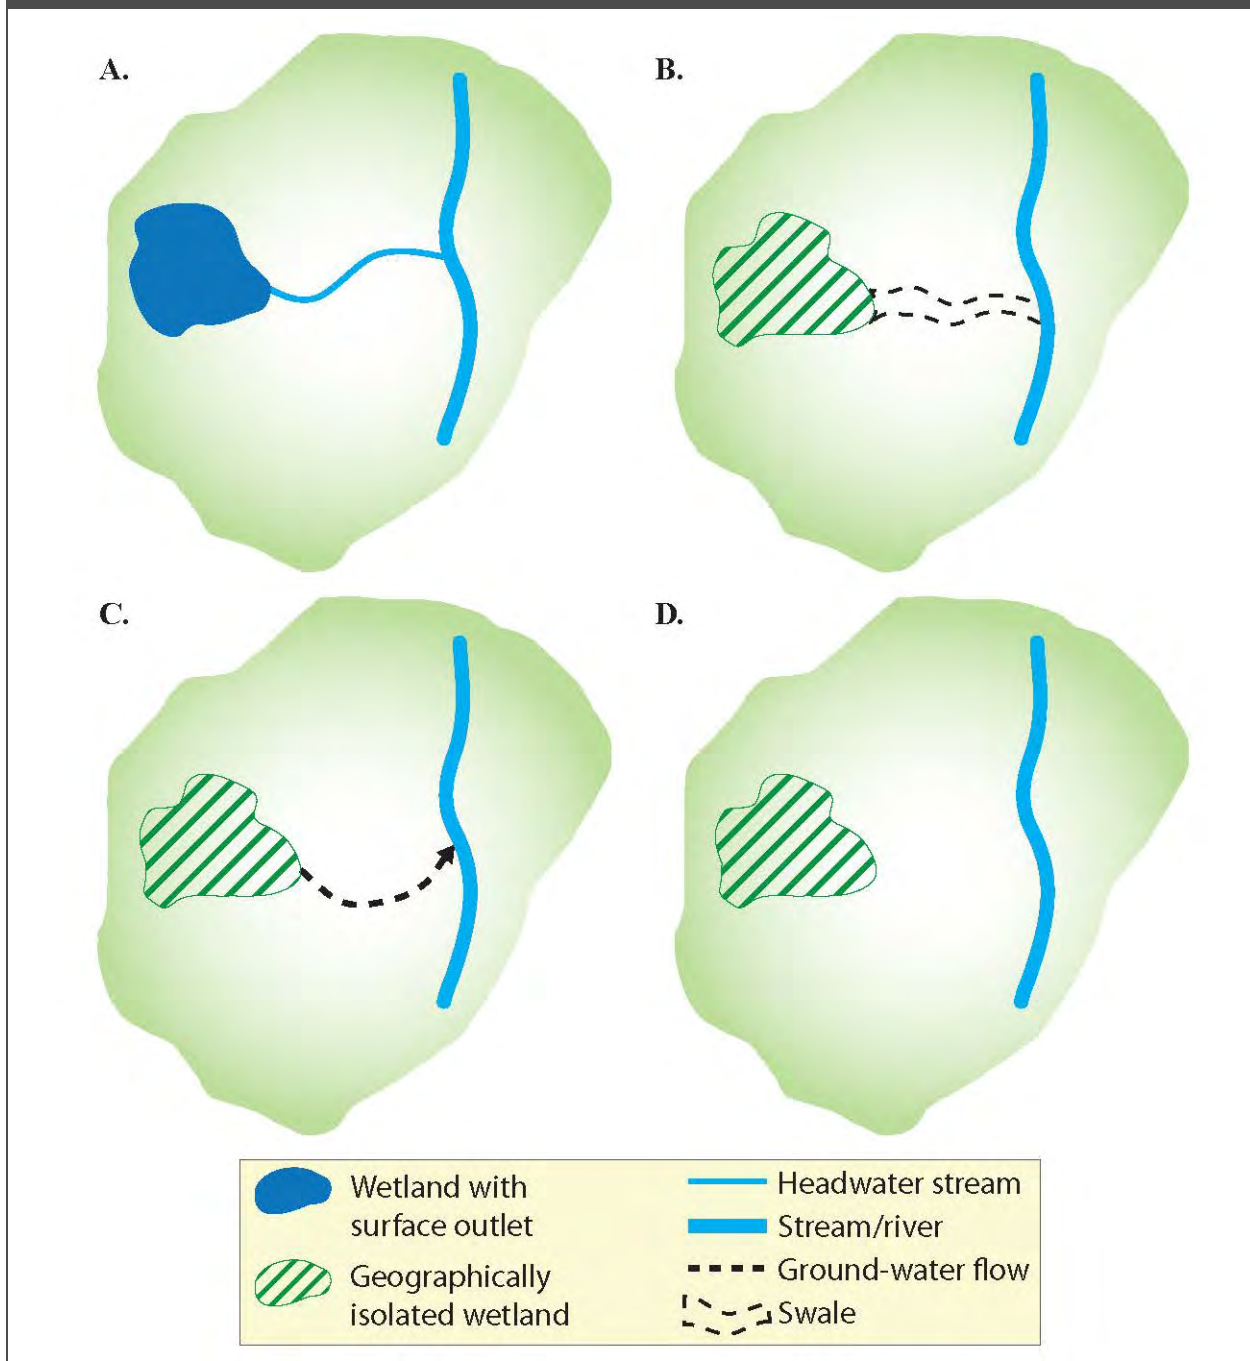 A.
B.
C.
D.
Wetland with
surface outlet
Geographically
isolated wetland
Headwater stream
Stream/river
Ground-water flow
Swale